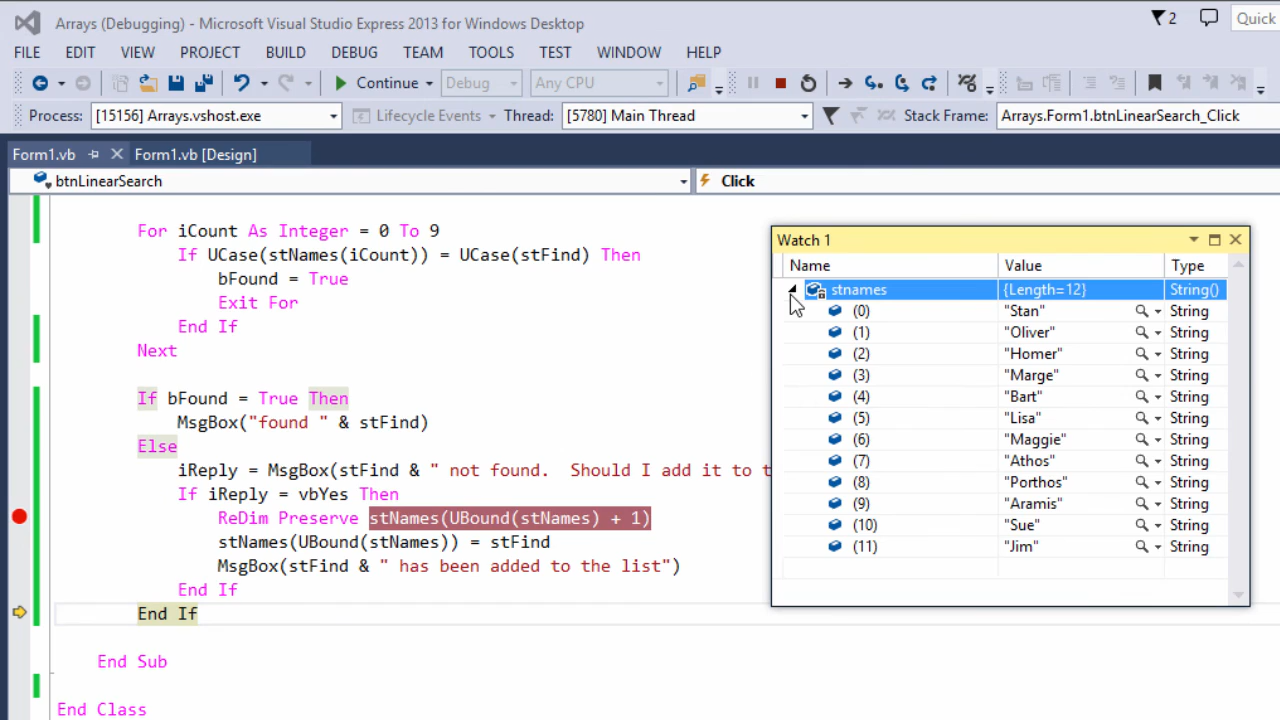 Arrays (Debugging) - Microsoft Visual Studio Express 2013 for Windows Desktop
2
Quick
FILE EDIT VIEW PROJECT BUILD DEBUG TEAM TOOLS TEST WINDOW HELP
Continue Debug Any CPU
Process: [15156] Arrays.vshost.exe Lifecycle Events Thread: [5780] Main Thread Stack Frame: Arrays.Form1.btnLinearSearch_Click
Form1.vb Form1.vb [Design]
btnLinearSearch Click
For iCount As Integer = 0 To 9
If UCase(stNames(iCount)) = UCase(stFind) Then
bFound = True
Exit For
End If
Next
If bFound = True Then
MsgBox("found " & stFind)
Else
iReply = MsgBox(stFind & " not found.  Should I add it to t
If iReply = vbYes Then
ReDim Preserve stNames(UBound(stNames) + 1)
stNames(UBound(stNames)) = stFind
MsgBox(stFind & " has been added to the list")
End If
End If
End Sub
End Class
Watch 1
Name Value Type
stnames {Length=12} String()
(0) "Stan" String
(1) "Oliver" String
(2) "Homer" String
(3) "Marge" String
(4) "Bart" String
(5) "Lisa" String
(6) "Maggie" String
(7) "Athos" String
(8) "Porthos" String
(9) "Aramis" String
(10) "Sue" String
(11) "Jim" String